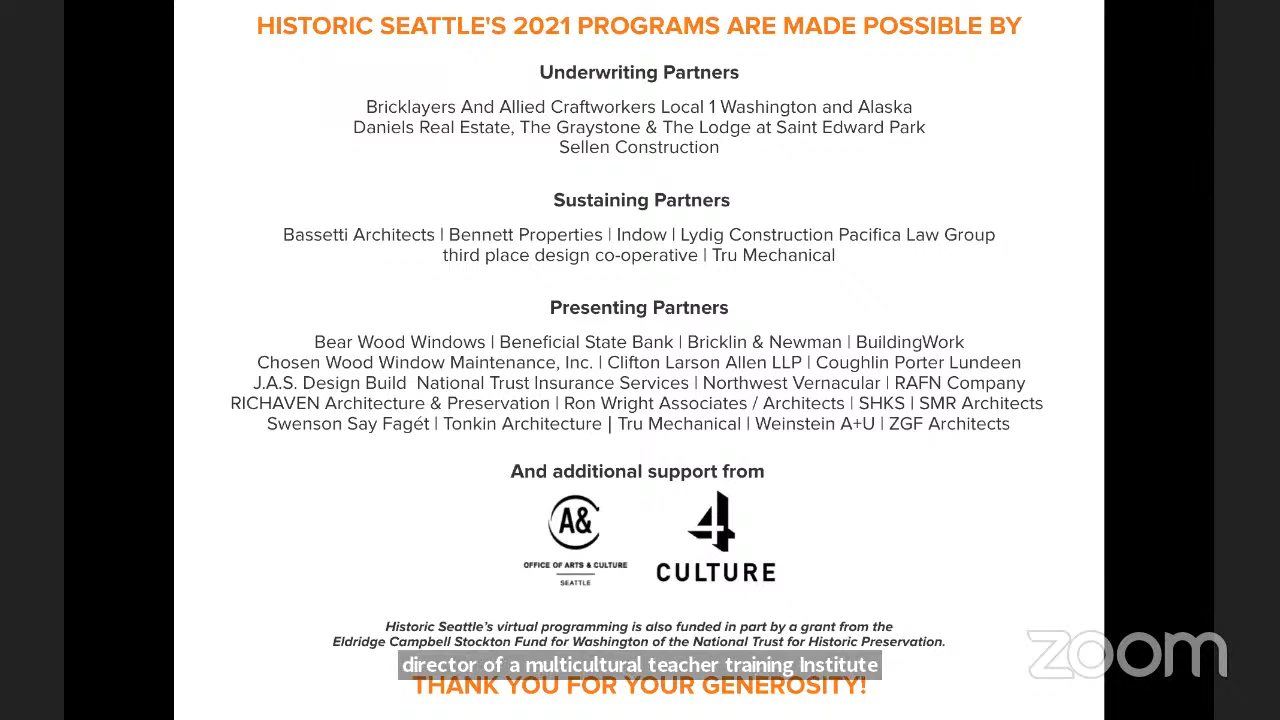 HISTORIC SEATTLE'S 2021 PROGRAMS ARE MADE POSSIBLE BY
Underwriting Partners
Bricklayers And Allied Craftworkers Local 1 Washington and Alaska
Daniels Real Estate, The Graystone & The Lodge at Saint Edward Park
Sellen Construction
Sustaining Partners
Bassetti Architects | Bennett Properties | Indow | Lydig Construction Pacifica Law Group
third place design co-operative | Tru Mechanical
Presenting Partners
Bear Wood Windows | Beneficial State Bank | Bricklin & Newman | BuildingWork
Chosen Wood Window Maintenance, Inc. | Clifton Larson Allen LLP | Coughlin Porter Lundeen
J.A.S. Design Build National Trust Insurance Services | Northwest Vernacular | RAFN Company
RICHAVEN Architecture & Preservation | Ron Wright Associates / Architects | SHKS | SMR Architects
Swenson Say Fagét | Tonkin Architecture | Tru Mechanical | Weinstein A+U | ZGF Architects
And additional support from
A&
OFFICE OF ARTS & CULTURE
SEATTLE
4
CULTURE
Historic Seattle's virtual programming is also funded in part by a grant from the
Eldridge Campbell Stockton Fund for Washington of the National Trust for Historic Preservation.
director of a multicultural teacher training Institute
THANK YOU FOR YOUR GENEROSITY!
zoom